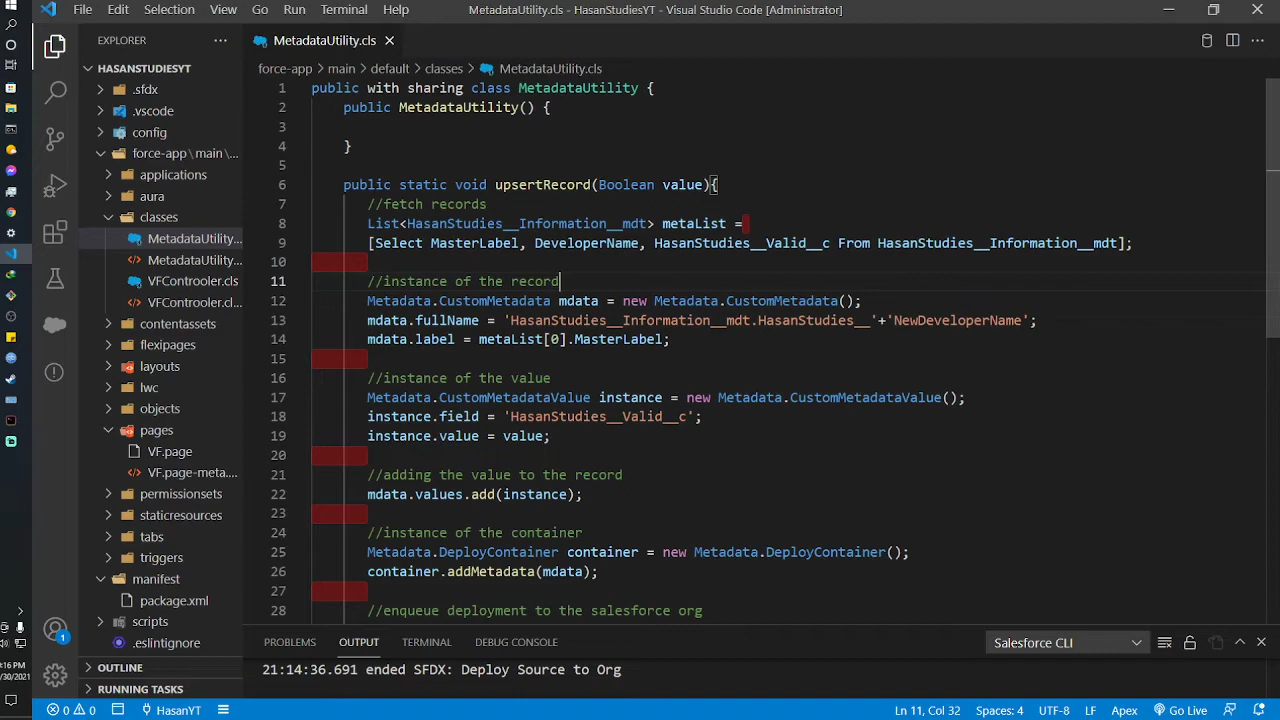 File Edit Selection View Go Run Terminal Help
MetadataUtility.cls - HasanStudiesYT - Visual Studio Code [Administrator]
EXPLORER
HASANSTUDIESYT
.sfdx
.vscode
config
force-app\main\...
applications
aura
classes
MetadataUtility...
MetadataUtility...
VFControoler.cls
VFControoler.cl...
contentassets
flexipages
layouts
lwc
objects
pages
VF.page
VF.page-meta....
permissionsets
staticresources
tabs
triggers
manifest
package.xml
scripts
.eslintignore
OUTLINE
RUNNING TASKS
MetadataUtility.cls
force-app > main > default > classes > MetadataUtility.cls
1 public with sharing class MetadataUtility {
2 public MetadataUtility() {
3
4 }
5
6 public static void upsertRecord(Boolean value){
7 //fetch records
8 List<HasanStudies__Information__mdt> metaList =
9 [Select MasterLabel, DeveloperName, HasanStudies__Valid__c From HasanStudies__Information__mdt];
10
11 //instance of the record
12 Metadata.CustomMetadata mdata = new Metadata.CustomMetadata();
13 mdata.fullName = 'HasanStudies__Information__mdt.HasanStudies__'+'NewDeveloperName';
14 mdata.label = metaList[0].MasterLabel;
15
16 //instance of the value
17 Metadata.CustomMetadataValue instance = new Metadata.CustomMetadataValue();
18 instance.field = 'HasanStudies__Valid__c';
19 instance.value = value;
20
21 //adding the value to the record
22 mdata.values.add(instance);
23
24 //instance of the container
25 Metadata.DeployContainer container = new Metadata.DeployContainer();
26 container.addMetadata(mdata);
27
28 //enqueue deployment to the salesforce org
PROBLEMS OUTPUT TERMINAL DEBUG CONSOLE
Salesforce CLI
21:14:36.691 ended SFDX: Deploy Source to Org
:16 PM
/30/2021
1
0 0 HasanYT
Ln 11, Col 32 Spaces: 4 UTF-8 LF Apex Go Live